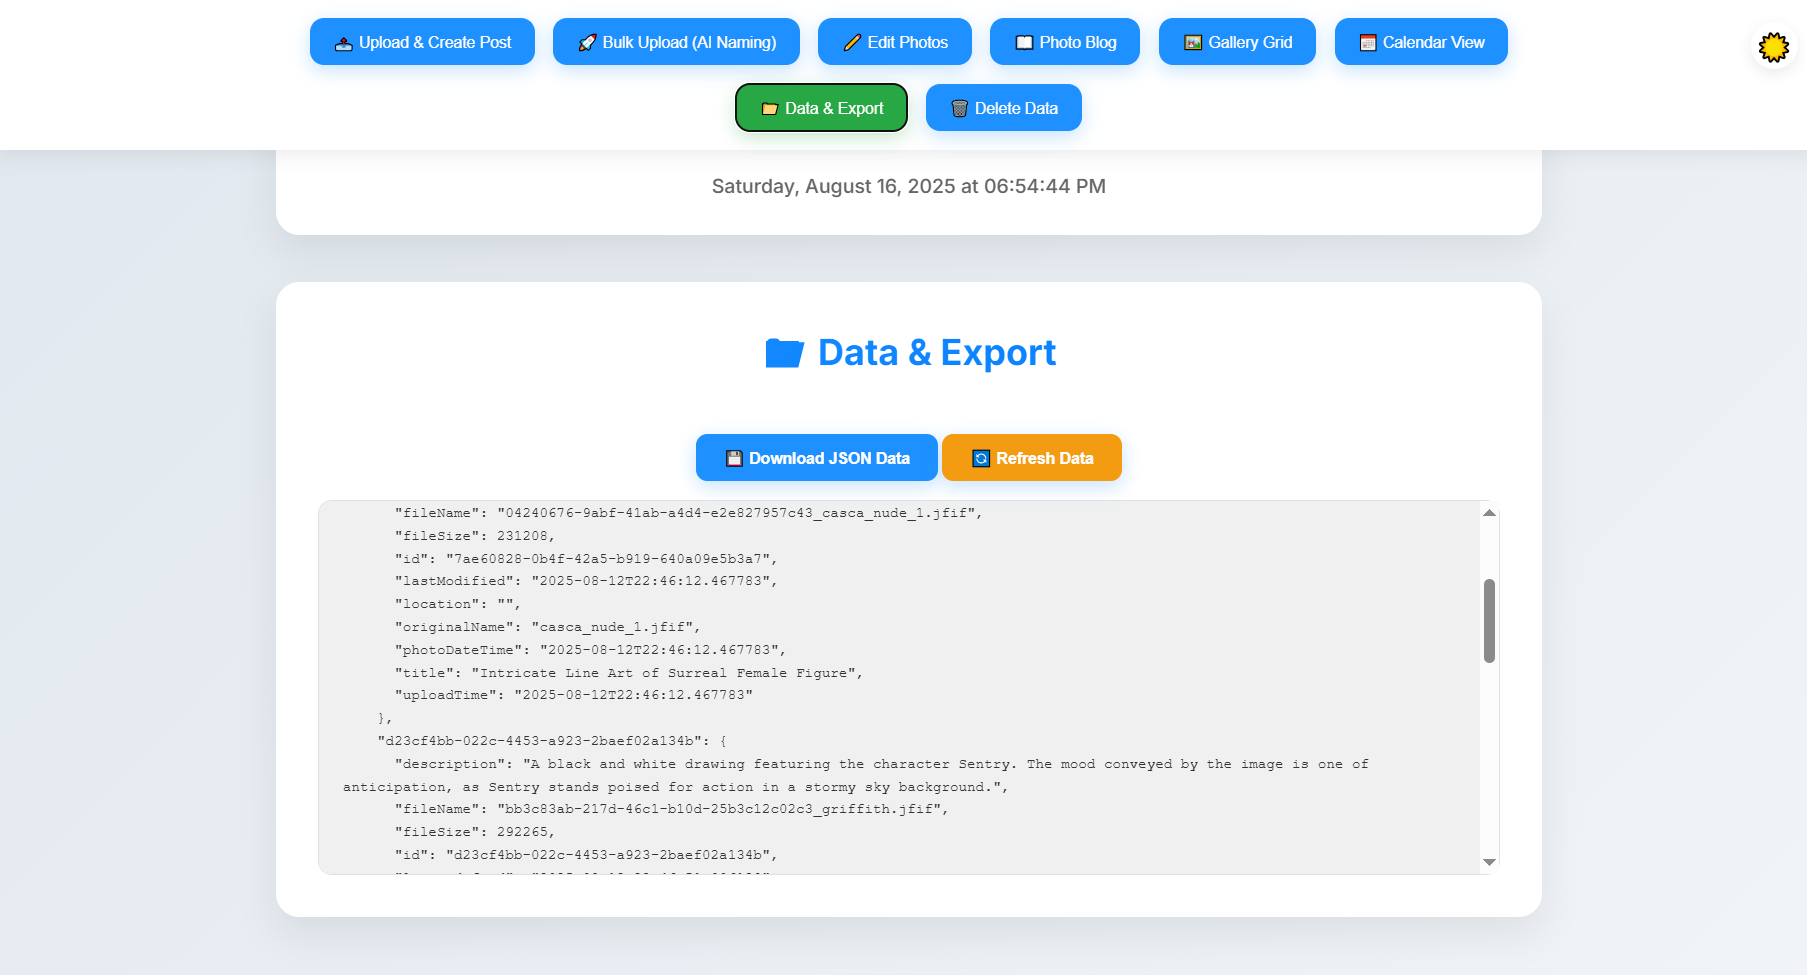 Upload & Create Post
Bulk Upload (AI Naming)
Edit Photos
Photo Blog
Gallery Grid
Calendar View
Data & Export
Delete Data
Saturday, August 16, 2025 at 06:54:44 PM
Data & Export
Download JSON Data
Refresh Data
"fileName": "04240676-9abf-41ab-a4d4-e2e827957c43_casca_nude_1.jfif",
"fileSize": 231208,
"id": "7ae60828-0b4f-42a5-b919-640a09e5b3a7",
"lastModified": "2025-08-12T22:46:12.467783",
"location": "",
"originalName": "casca_nude_1.jfif",
"photoDateTime": "2025-08-12T22:46:12.467783",
"title": "Intricate Line Art of Surreal Female Figure",
"uploadTime": "2025-08-12T22:46:12.467783"
},
"d23cf4bb-022c-4453-a923-2baef02a134b": {
"description": "A black and white drawing featuring the character Sentry. The mood conveyed by the image is one of
anticipation, as Sentry stands poised for action in a stormy sky background.",
"fileName": "bb3c83ab-217d-46c1-b10d-25b3c12c02c3_griffith.jfif",
"fileSize": 292265,
"id": "d23cf4bb-022c-4453-a923-2baef02a134b",